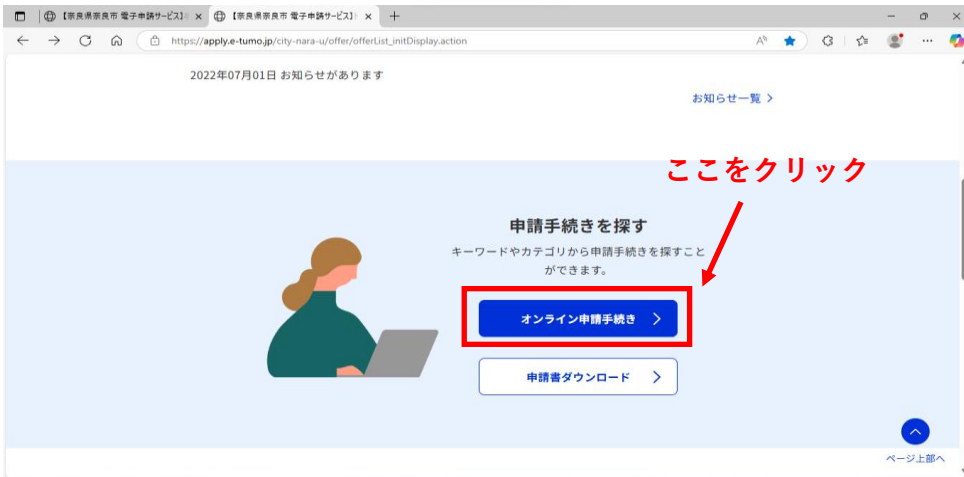 【奈良県奈良市 電子申請サービス】
【奈良県奈良市 電子申請サービス】
https://apply.e-tumo.jp/city-nara-u/offer/offerList_initDisplay.action
2022年07月01日 お知らせがあります
お知らせ一覧
ここをクリック
申請手続きを探す
キーワードやカテゴリから申請手続きを探すこと
ができます。
オンライン申請手続き
申請書ダウンロード
ページ上部へ